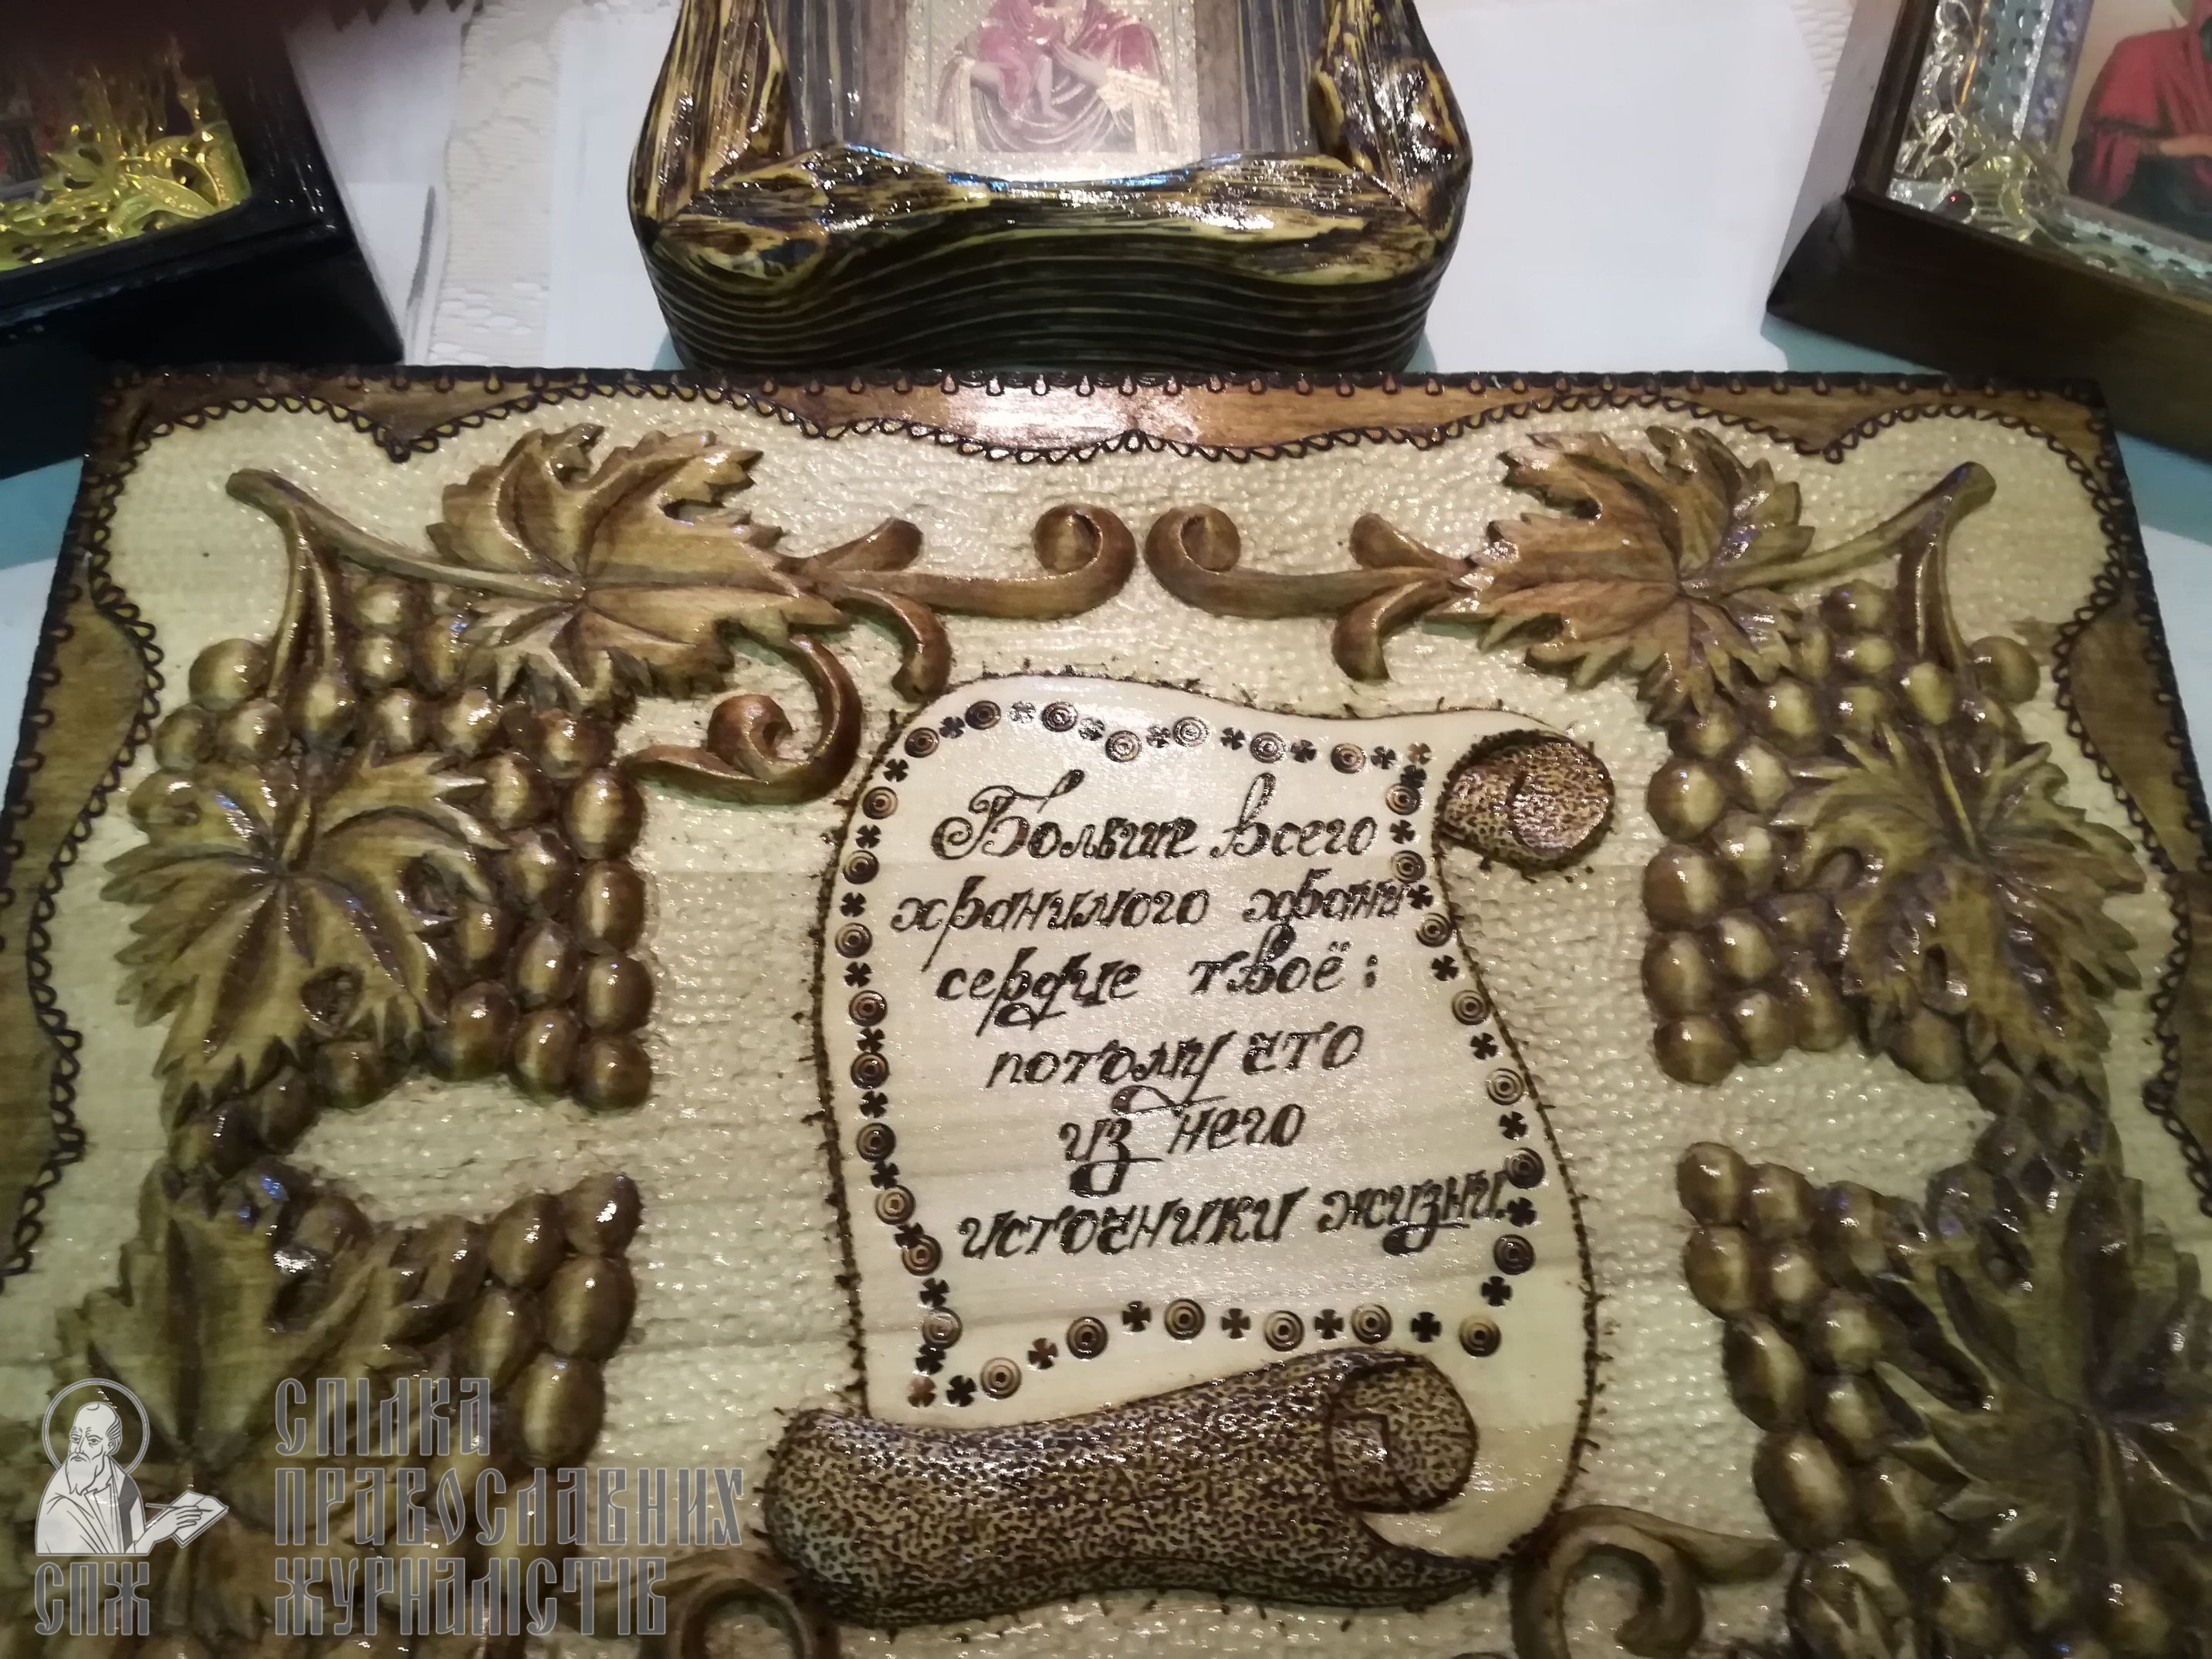 Больше всего
хранимого храни
сердце твоё:
потому что
из него
источники жизни.
СПІЛКА
ПРАВОСЛАВНИХ
ЖУРНАЛІСТІВ
СПЖ